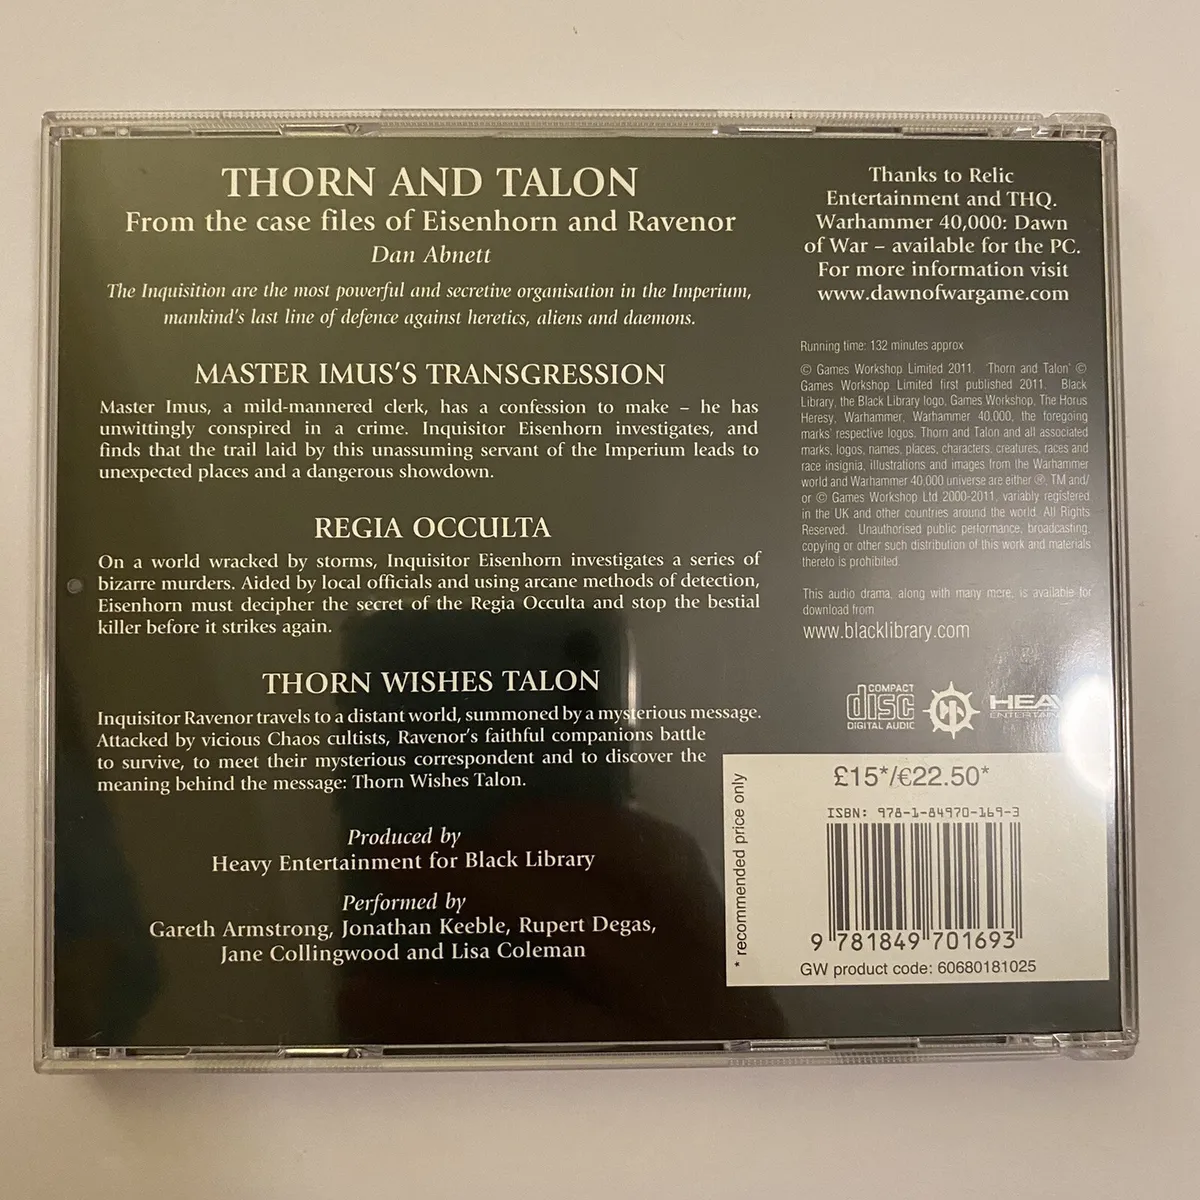 THORN AND TALON
From the case files of Eisenhorn and Ravenor
Dan Abnett
The Inquisition are the most powerful and secretive organisation in the Imperium,
mankind's last line of defence against heretics, aliens and daemons.
MASTER IMUS'S TRANSGRESSION
Master Imus, a mild-mannered clerk, has a confession to make – he has
unwittingly conspired in a crime. Inquisitor Eisenhorn investigates, and
finds that the trail laid by this unassuming servant of the Imperium leads to
unexpected places and a dangerous showdown.
REGIA OCCULTA
On a world wracked by storms, Inquisitor Eisenhorn investigates a series of
bizarre murders. Aided by local officials and using arcane methods of detection,
Eisenhorn must decipher the secret of the Regia Occulta and stop the bestial
killer before it strikes again.
THORN WISHES TALON
Inquisitor Ravenor travels to a distant world, summoned by a mysterious message.
Attacked by vicious Chaos cultists, Ravenor's faithful companions battle
to survive, to meet their mysterious correspondent and to discover the
meaning behind the message: Thorn Wishes Talon.
Produced by
Heavy Entertainment for Black Library
Performed by
Gareth Armstrong, Jonathan Keeble, Rupert Degas,
Jane Collingwood and Lisa Coleman
Thanks to Relic
Entertainment and THQ.
Warhammer 40,000: Dawn
of War – available for the PC.
For more information visit
www.dawnofwargame.com
Running time: 132 minutes approx
© Games Workshop Limited 2011. 'Thorn and Talon' ©
Games Workshop Limited first published 2011. Black
Library, the Black Library logo, Games Workshop, The Horus
Heresy, Warhammer, Warhammer 40,000, the foregoing
marks' respective logos, Thorn and Talon and all associated
marks, logos, names, places, characters, creatures, races and
race insignia, illustrations and images from the Warhammer
world and Warhammer 40,000 universe are either ®, TM and/
or © Games Workshop Ltd 2000-2011, variably registered
in the UK and other countries around the world. All Rights
Reserved. Unauthorised public performance, broadcasting,
copying or other such distribution of this work and materials
thereto is prohibited.
This audio drama, along with many more, is available for
download from
www.blacklibrary.com
COMPACT
disc
DIGITAL AUDIO
HEAV
ENTERTAIN
* recommended price only
£15*/€22.50*
ISBN: 978-1-84970-169-3
9 781849 701693
GW product code: 60680181025